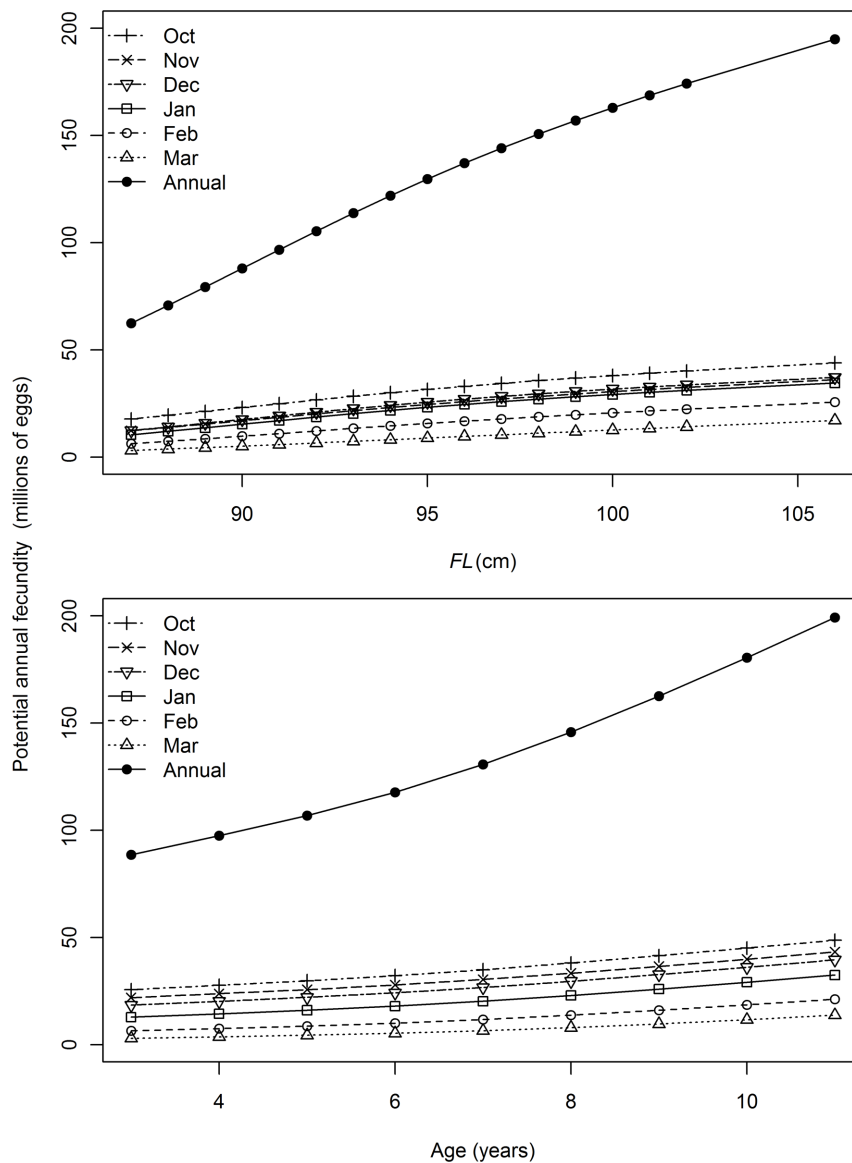 Potential annual fecundity (millions of eggs)
200
150
100
50
0
Oct
Nov
Dec
Jan
Feb
Mar
Annual
90 95 100 105
FL (cm)
200
150
100
50
0
Oct
Nov
Dec
Jan
Feb
Mar
Annual
4 6 8 10
Age (years)